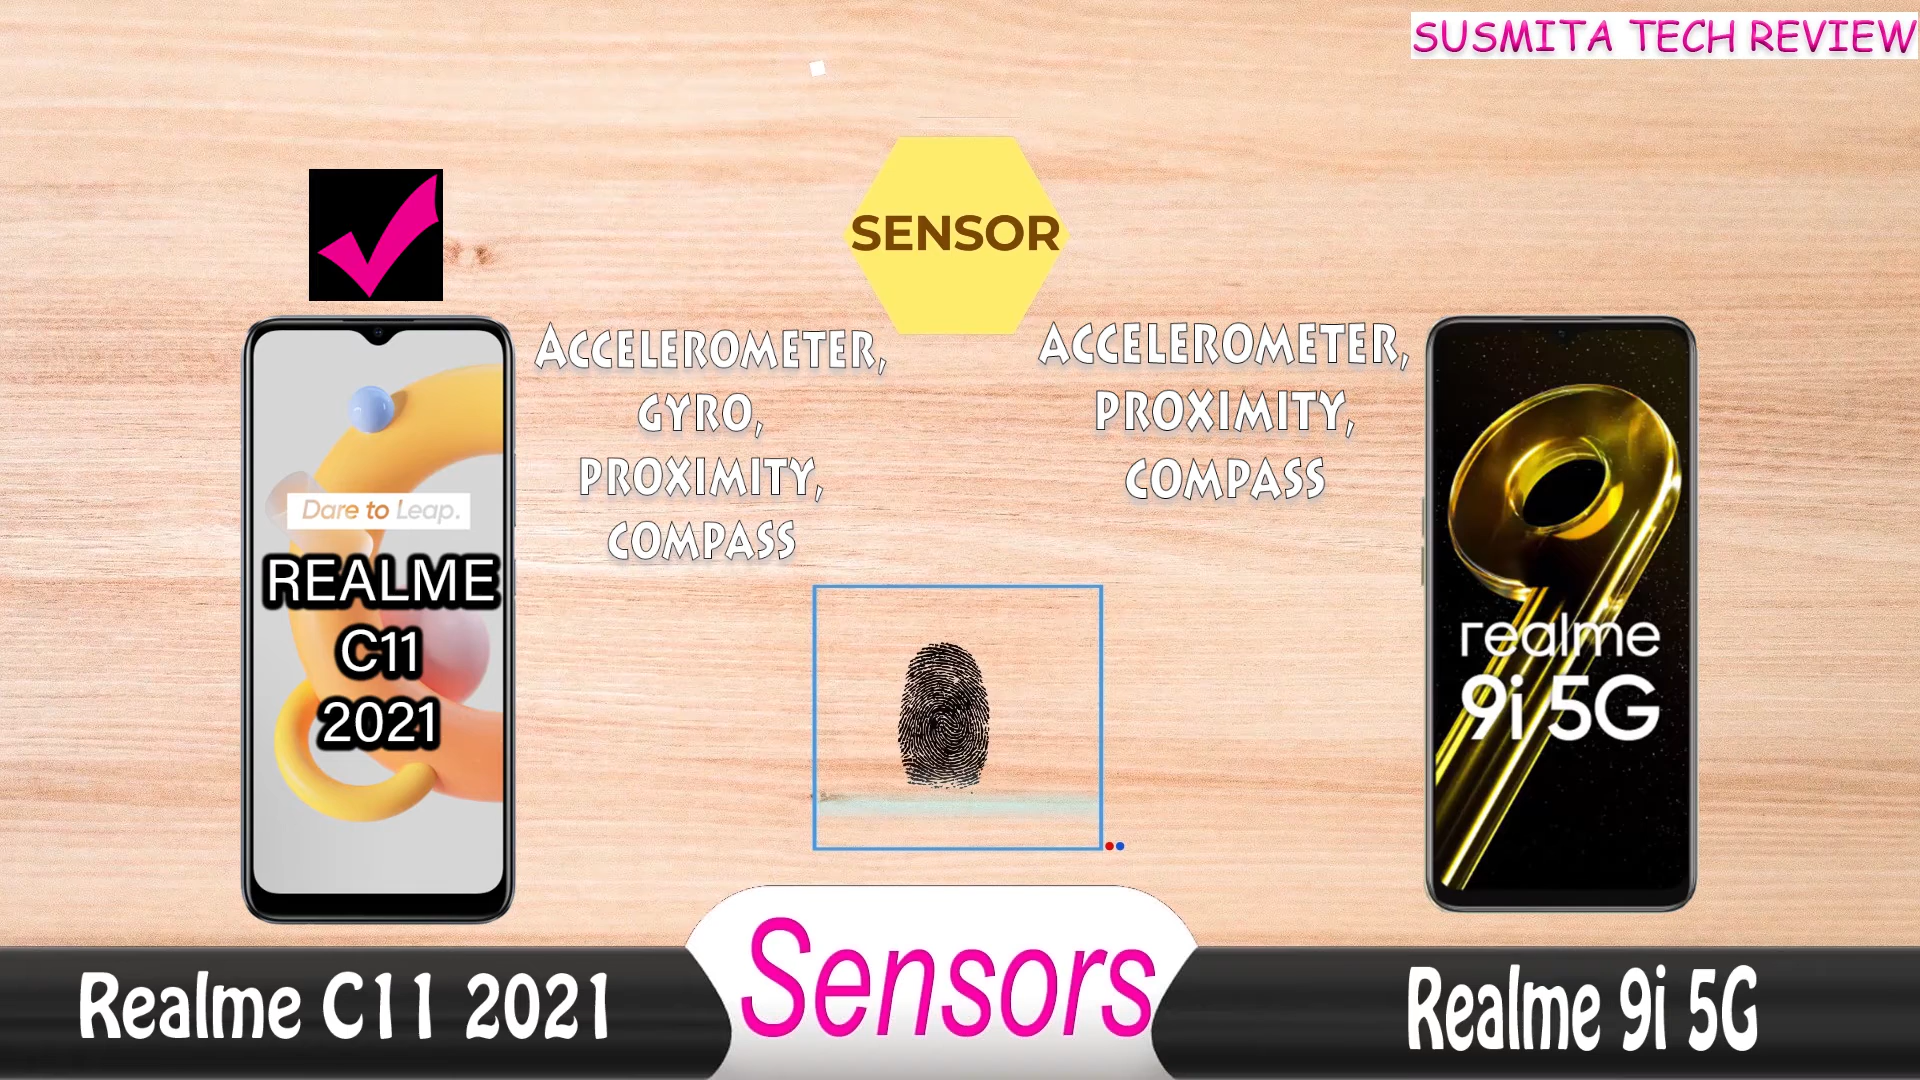 SUSMITA TECH REVIEW
SENSOR
Accelerometer,
gyro,
proximity,
compass
Accelerometer,
proximity,
compass
Dare to Leap.
REALME
C11
2021
realme
9i 5G
Realme C11 2021
Sensors
Realme 9i 5G